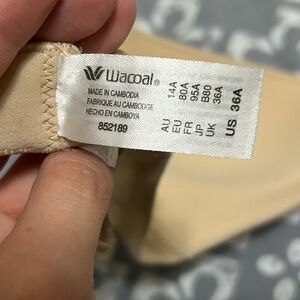 Wacoal®
MADE IN CAMBODIA
FABRIQUE AU CAMBODGE
HECHO EN CAMBOYA
852189
AU 14A
EU 80A
FR 95A
JP B80
UK 36A
US 36A